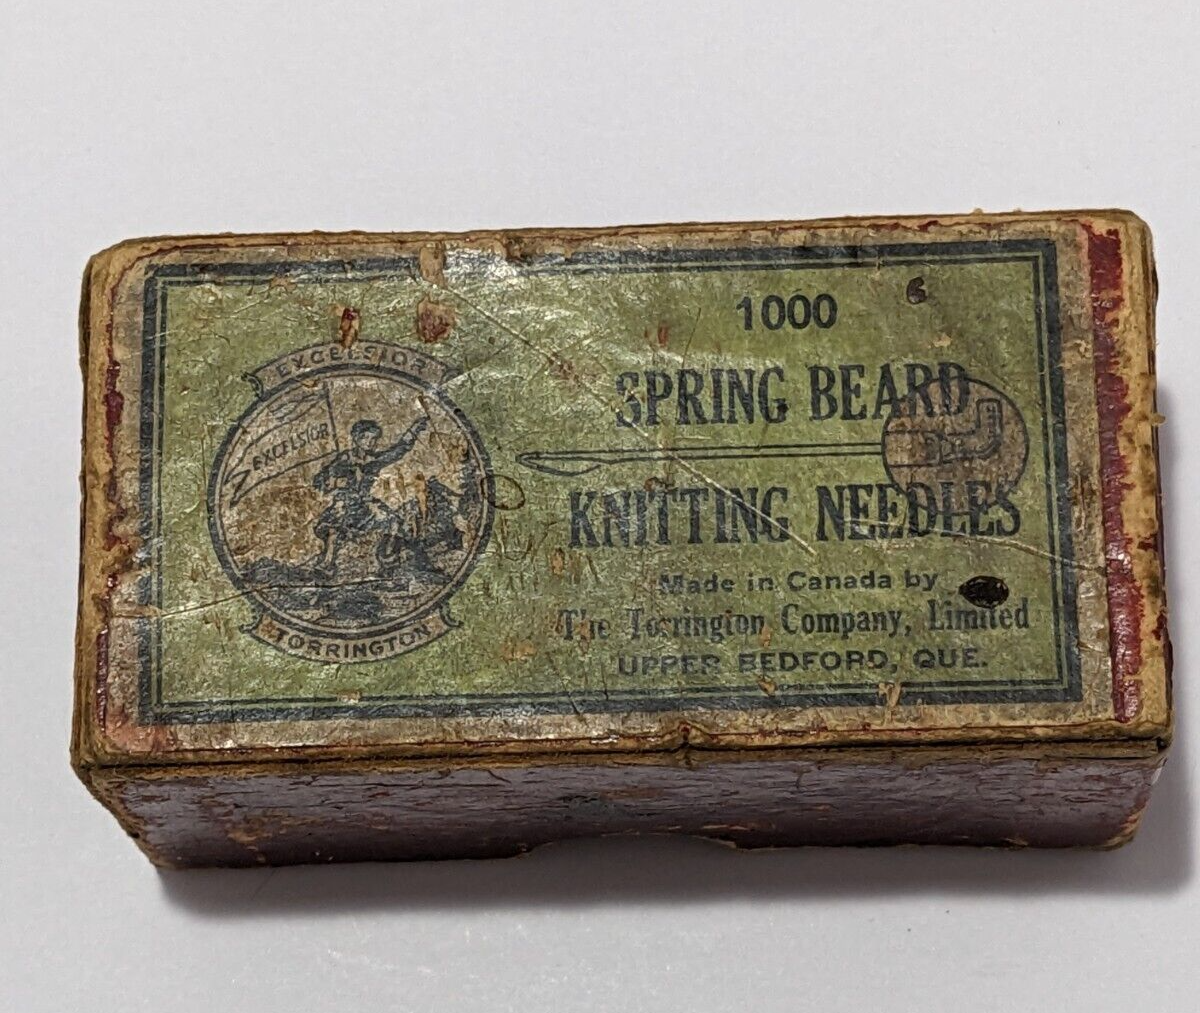 EXCELSIOR
EXCELSIOR
TORRINGTON
1000
SPRING BEARD
KNITTING NEEDLES
Made in Canada by
The Torrington Company, Limited
UPPER BEDFORD, QUE.